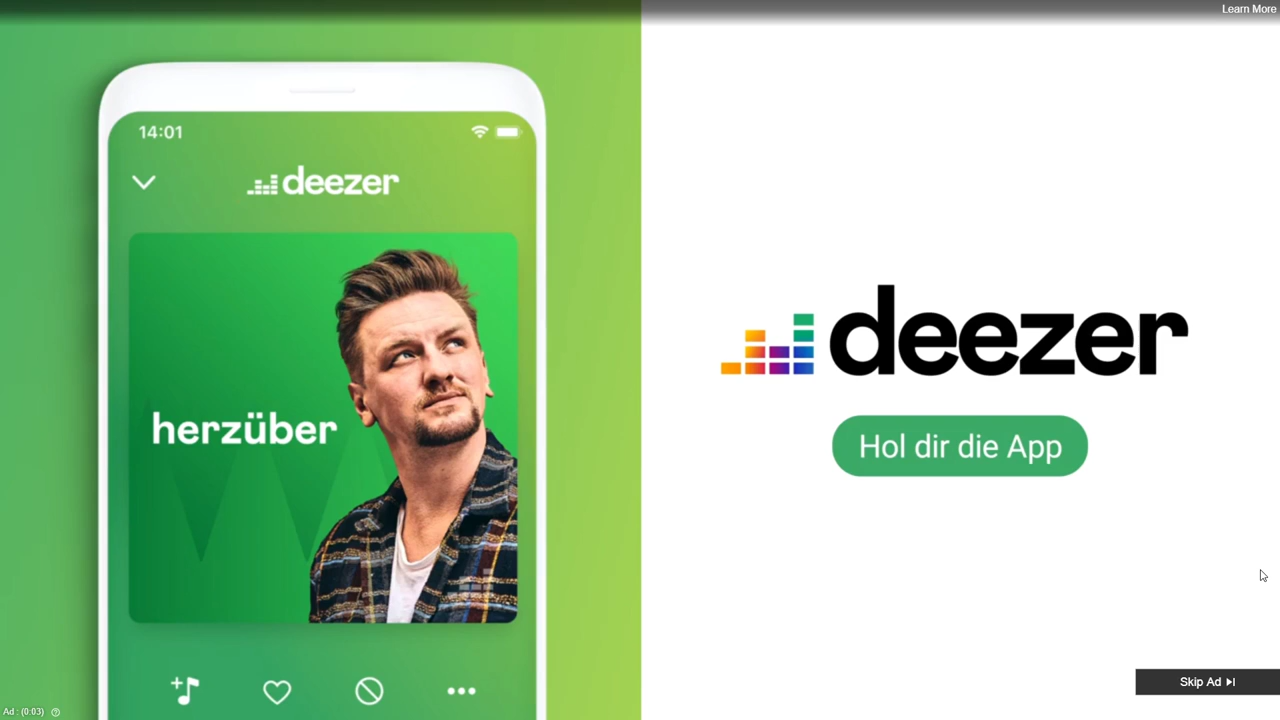 Learn More
14:01
deezer
herzüber
deezer
Hol dir die App
Skip Ad
Ad : (0:03)